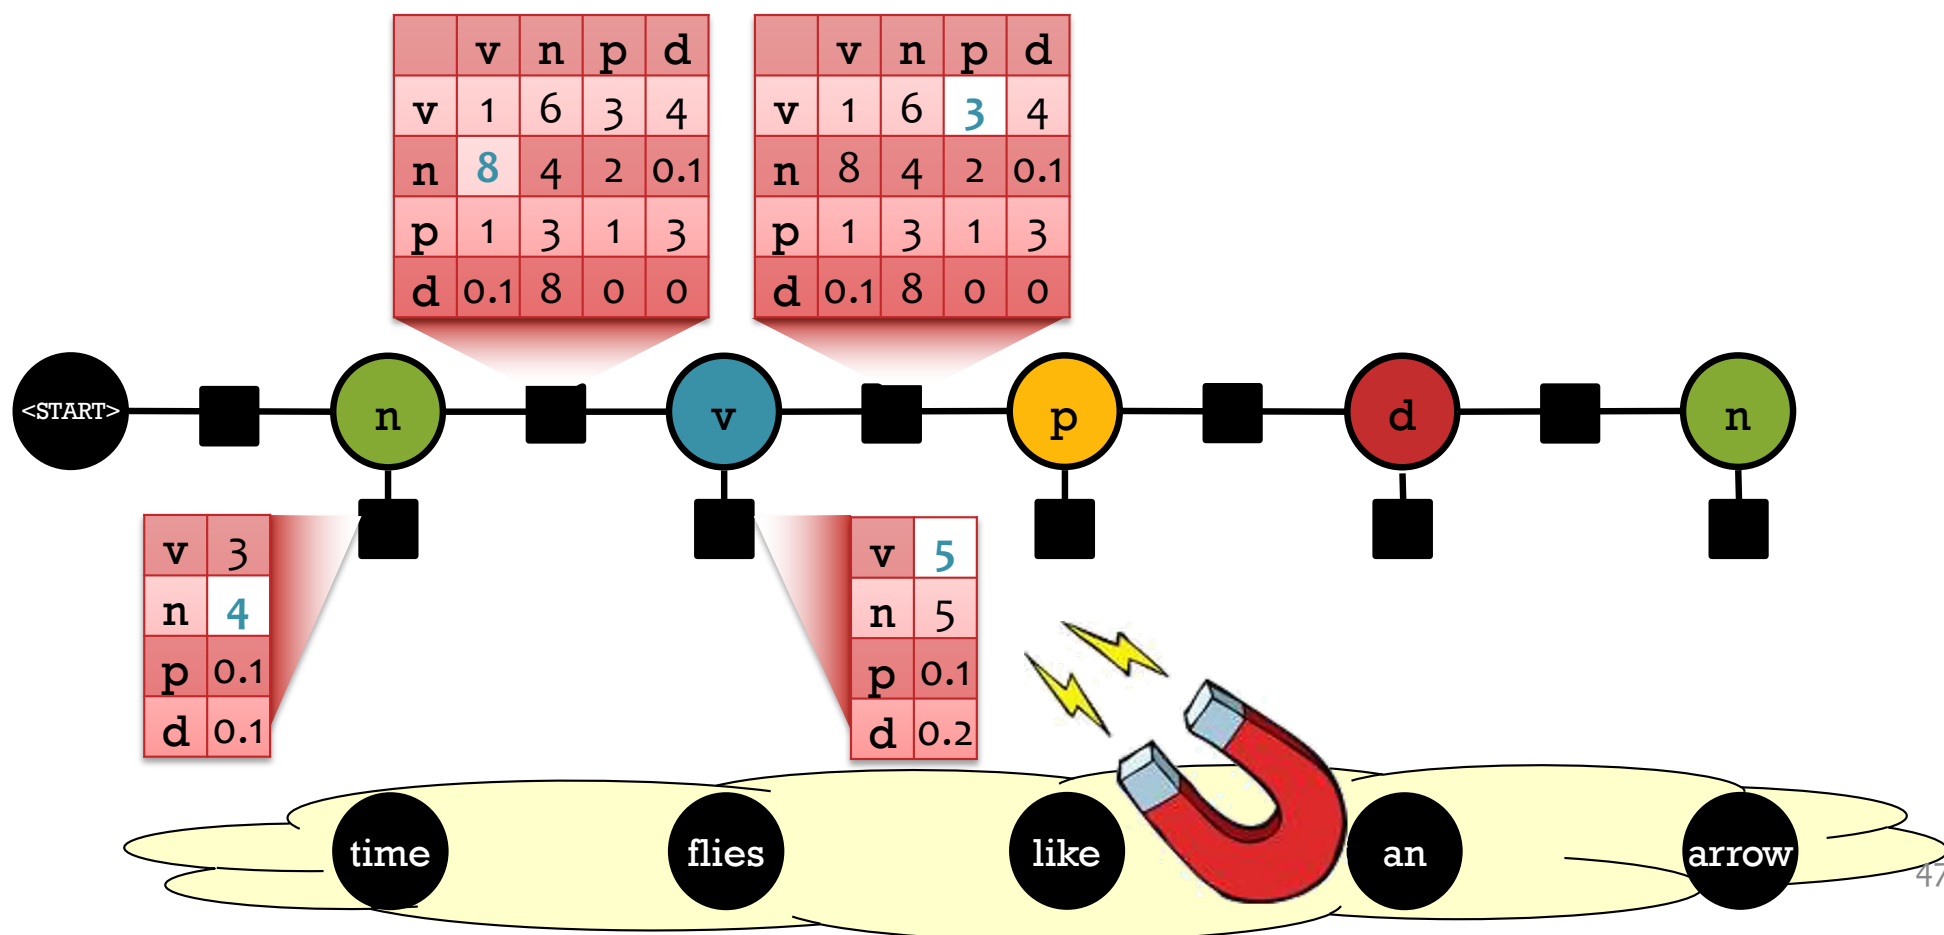 v n p d
v 1 6 3 4
n 8 4 2 0.1
p 1 3 1 3
d 0.1 8 0 0
v n p d
v 1 6 3 4
n 8 4 2 0.1
p 1 3 1 3
d 0.1 8 0 0
<START> n v p d n
v 3
n 4
p 0.1
d 0.1
v 5
n 5
p 0.1
d 0.2
time flies like an arrow
47